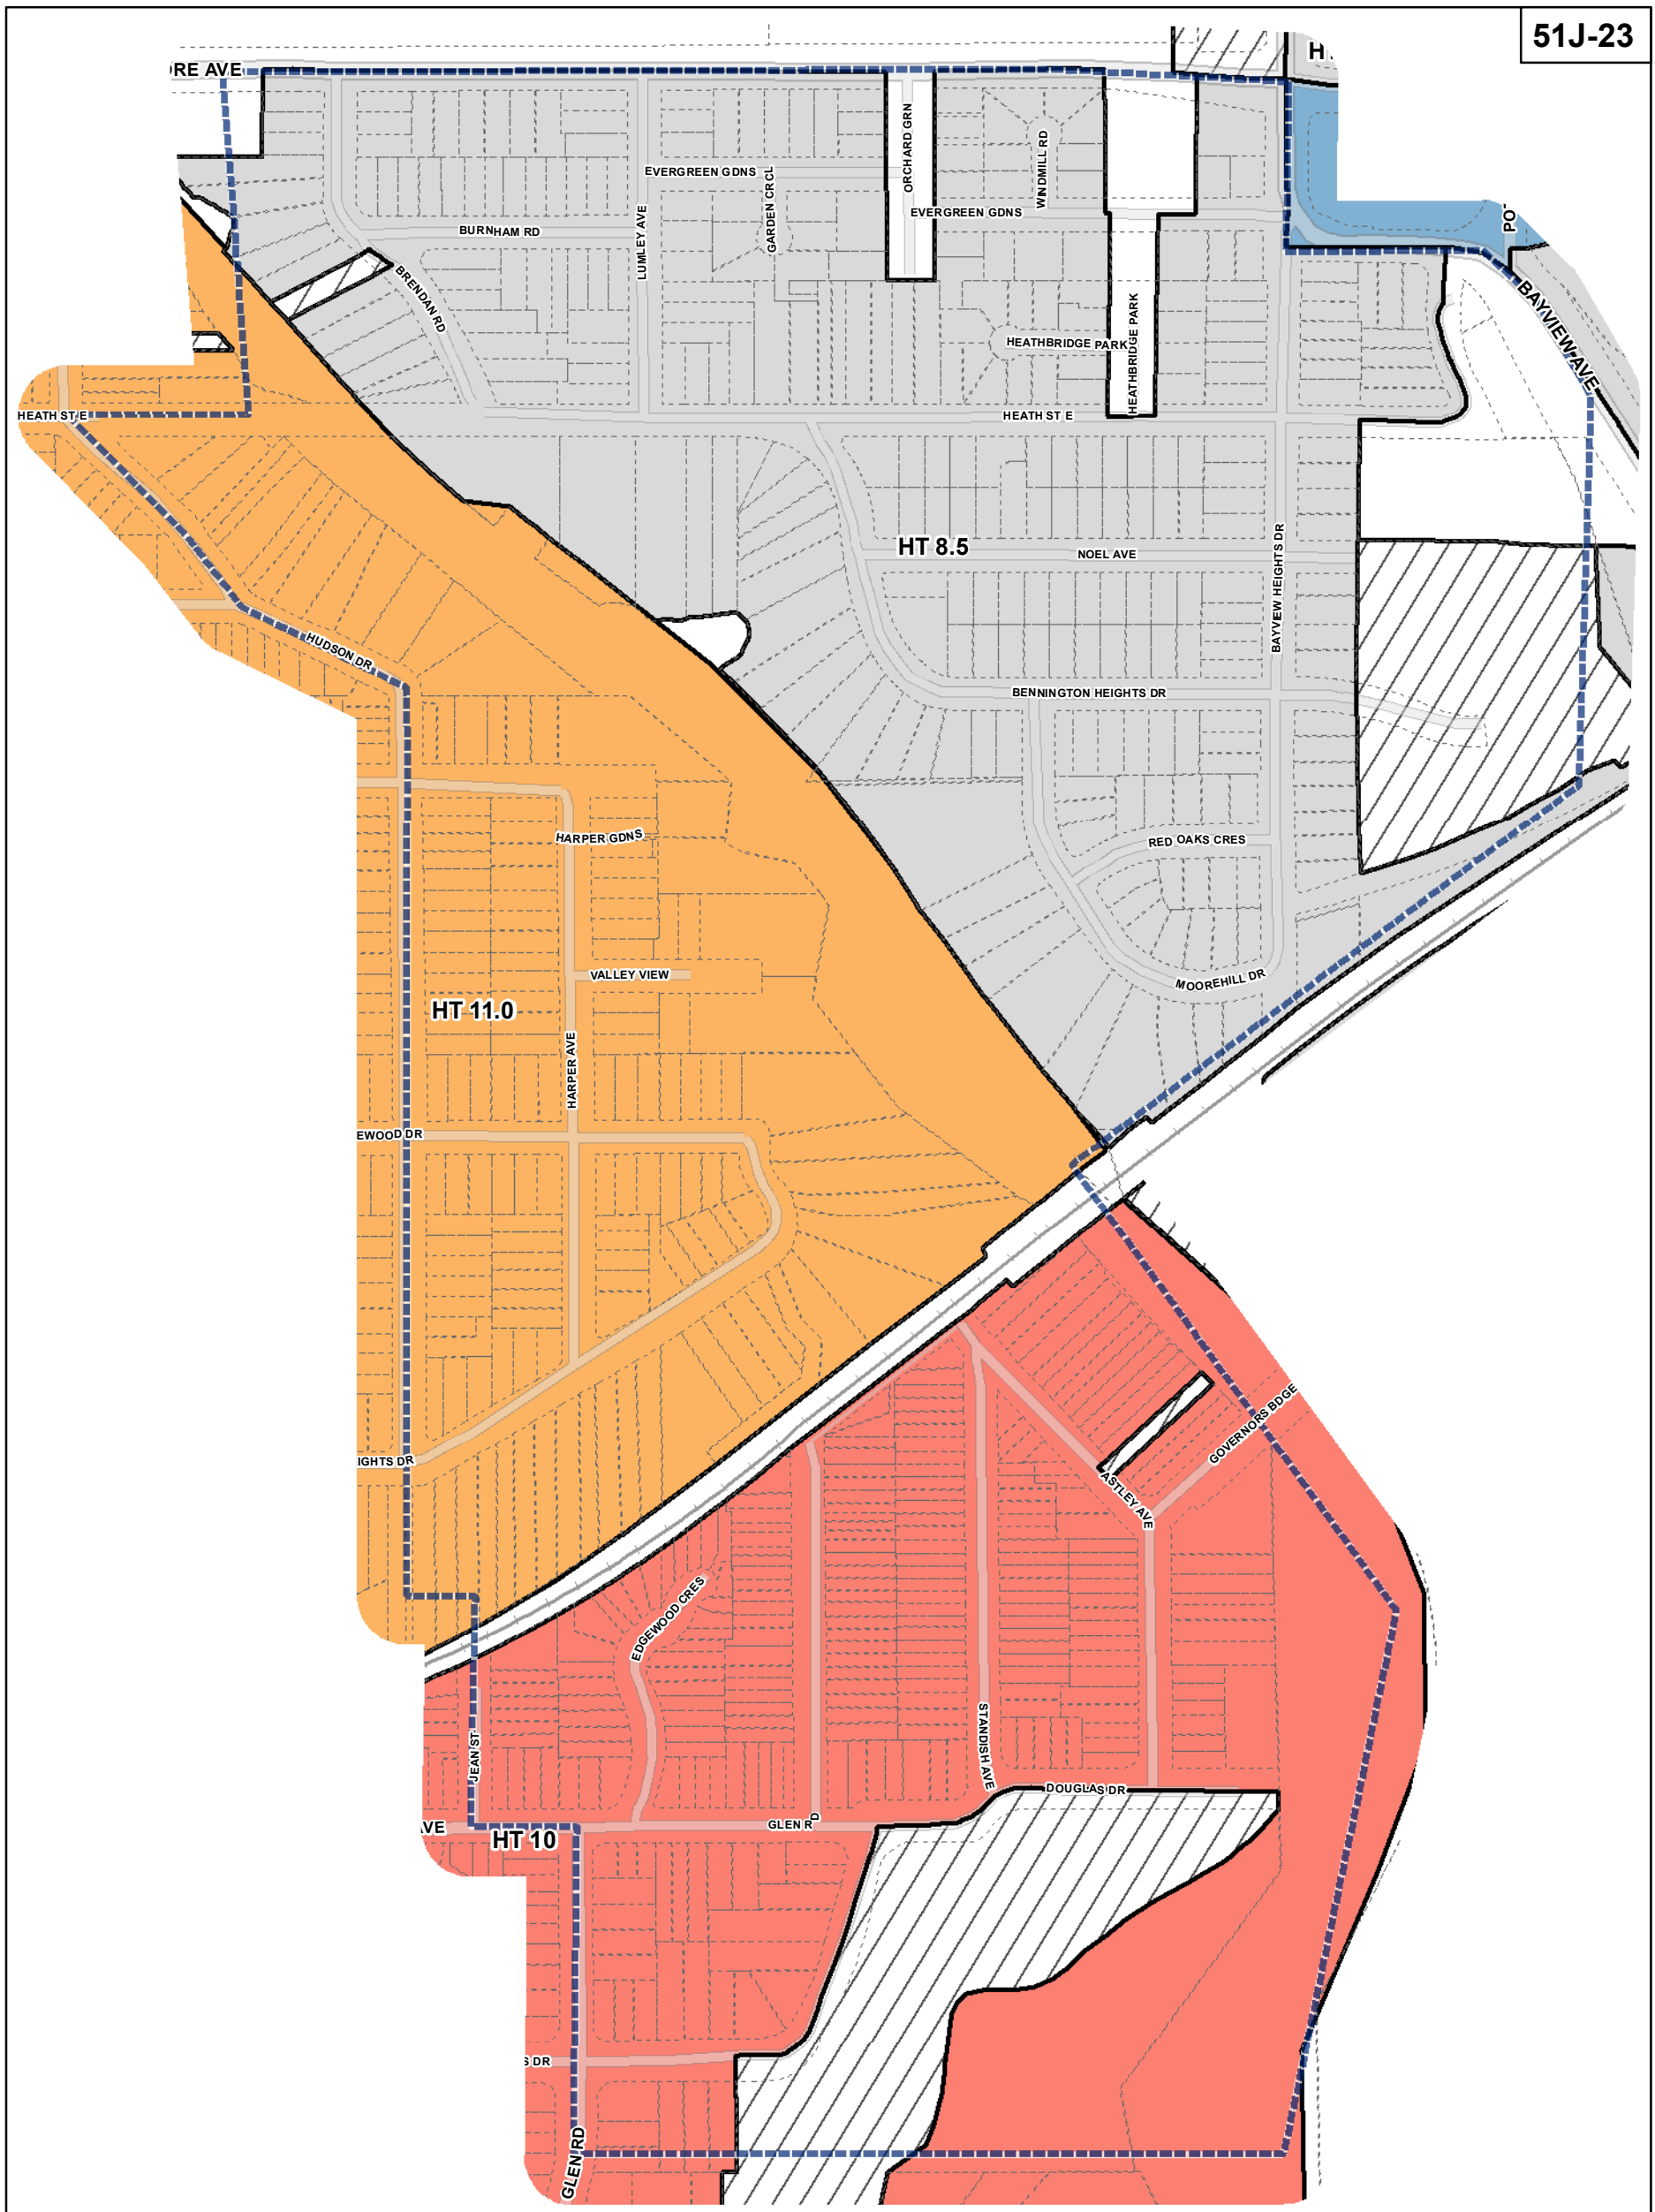 51J-23
RE AVE
ORCHARD GRN
WINDMILL RD
EVERGREEN GDNS
GARDEN CRCL
LUMLEY AVE
EVERGREEN GDNS
BURNHAM RD
BRENDAN RD
BAYVIEW AVE
HEATHBRIDGE PARK
HEATHBRIDGE PARK
HEATH ST E
HEATH ST E
HT 8.5
NOEL AVE
BAYVIEW HEIGHTS DR
HUDSON DR
BENNINGTON HEIGHTS DR
HARPER GDNS
RED OAKS CRES
VALLEY VIEW
MOOREHILL DR
HT 11.0
HARPER AVE
EWOOD DR
GOVERNORS BDGE
IGHTS DR
ASTLEY AVE
EDGEWOOD CRES
JEAN ST
STANDISH AVE
DOUGLAS DR
VE
GLEN RD
HT 10
S DR
GLEN RD